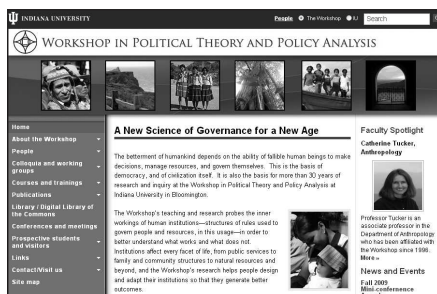 INDIANA UNIVERSITY
People The Workshop IU Search
WORKSHOP IN POLITICAL THEORY AND POLICY ANALYSIS
Home
About the Workshop
People
Colloquia and working
groups
Courses and trainings
Publications
Library / Digital Library of
the Commons
Conferences and meetings
Prospective students
and visitors
Links
Contact/Visit us
Site map
A New Science of Governance for a New Age
The betterment of humankind depends on the ability of fallible human beings to make
decisions, manage resources, and govern themselves. This is the basis of
democracy, and of civilization itself. It is also the basis for more than 30 years of
research and inquiry at the Workshop in Political Theory and Policy Analysis at
Indiana University in Bloomington.
The Workshop's teaching and research probes the inner
workings of human institutions—structures of rules used to
govern people and resources, in this usage—in order to
better understand what works and what does not.
Institutions affect every facet of life, from public services to
family and community structures to natural resources and
beyond, and the Workshop's research helps people design
and adapt their institutions so that they generate better
outcomes.
Faculty Spotlight
Catherine Tucker,
Anthropology
Professor Tucker is an
associate professor in the
Department of Anthropology
who has been affiliated with
the Workshop since 1998.
More »
News and Events
Fall 2009
Mini-conference